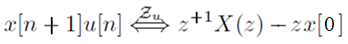 x[n + 1]u[n] ⟺^{𝒵_u} z^{+1}X(z) − zx[0]